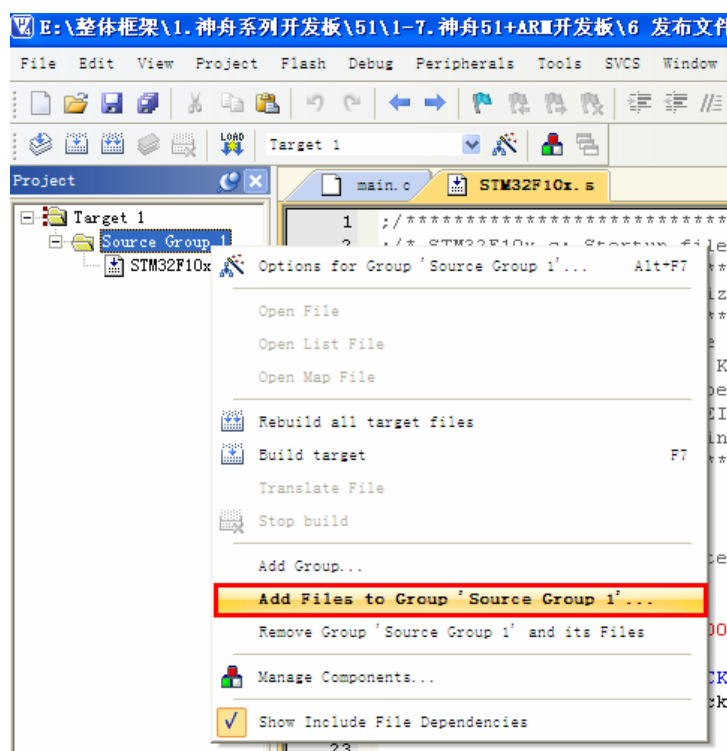 E:\整体框架\1.神舟系列开发板\51\1-7.神舟51+ARM开发板\6 发布文件
File Edit View Project Flash Debug Peripherals Tools SVCS Window
LOAD Target 1
Project
main.c STM32F10x.s
Target 1
Source Group 1
STM32F10x
1 ;/****************************
2 ;/* STM32F10x.s: Startup file
Options for Group 'Source Group 1'... Alt+F7
Open File
Open List File
Open Map File
Rebuild all target files
Build target F7
Translate File
Stop build
Add Group...
Add Files to Group 'Source Group 1'...
Remove Group 'Source Group 1' and its Files
Manage Components...
Show Include File Dependencies
23